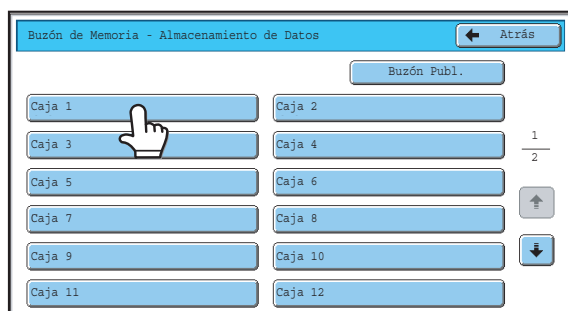 Buzón de Memoria - Almacenamiento de Datos Atrás
Buzón Publ.
Caja 1 Caja 2
Caja 3 Caja 4
1
2
Caja 5 Caja 6
Caja 7 Caja 8
Caja 9 Caja 10
Caja 11 Caja 12